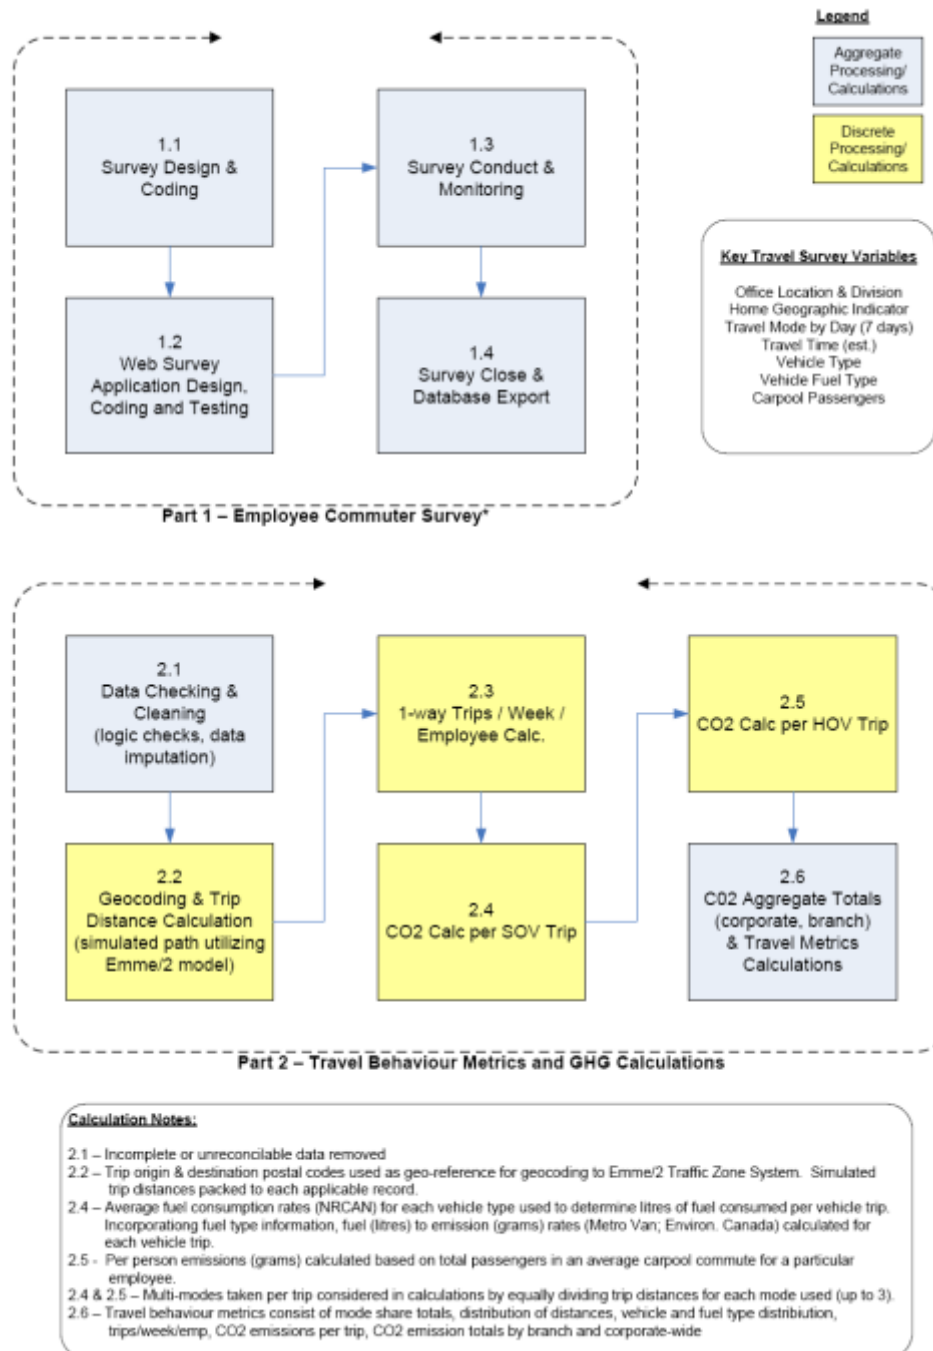 Legend
Aggregate
Processing/
Calculations
Discrete
Processing/
Calculations
1.1
Survey Design &
Coding
1.2
Web Survey
Application Design,
Coding and Testing
1.3
Survey Conduct &
Monitoring
1.4
Survey Close &
Database Export
Key Travel Survey Variables
Office Location & Division
Home Geographic Indicator
Travel Mode by Day (7 days)
Travel Time (est.)
Vehicle Type
Vehicle Fuel Type
Carpool Passengers
Part 1 – Employee Commuter Survey*
2.1
Data Checking &
Cleaning
(logic checks, data
imputation)
2.2
Geocoding & Trip
Distance Calculation
(simulated path utilizing
Emme/2 model)
2.3
1-way Trips / Week /
Employee Calc.
2.4
CO2 Calc per SOV Trip
2.5
CO2 Calc per HOV Trip
2.6
C02 Aggregate Totals
(corporate, branch)
& Travel Metrics
Calculations
Part 2 – Travel Behaviour Metrics and GHG Calculations
Calculation Notes:
2.1 – Incomplete or unreconcilable data removed
2.2 – Trip origin & destination postal codes used as geo-reference for geocoding to Emme/2 Traffic Zone System. Simulated
trip distances packed to each applicable record.
2.4 – Average fuel consumption rates (NRCAN) for each vehicle type used to determine litres of fuel consumed per vehicle trip.
Incorporationg fuel type information, fuel (litres) to emission (grams) rates (Metro Van; Environ. Canada) calculated for
each vehicle trip.
2.5 - Per person emissions (grams) calculated based on total passengers in an average carpool commute for a particular
employee.
2.4 & 2.5 – Multi-modes taken per trip considered in calculations by equally dividing trip distances for each mode used (up to 3).
2.6 – Travel behaviour metrics consist of mode share totals, distribution of distances, vehicle and fuel type distribiution,
trips/week/emp, CO2 emissions per trip, CO2 emission totals by branch and corporate-wide